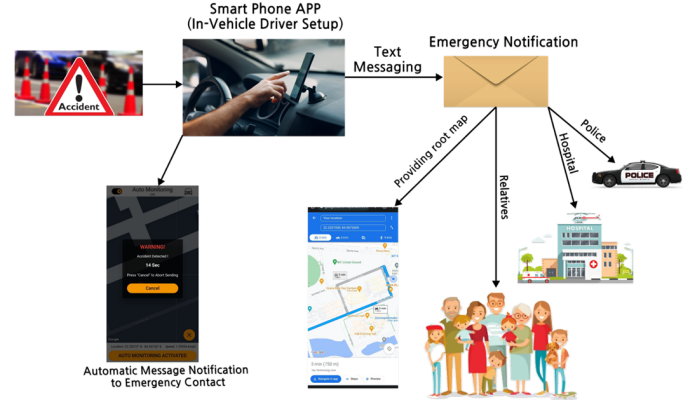 Smart Phone APP
(In-Vehicle Driver Setup)
Accident
Text
Messaging
Emergency Notification
Providing root map
Relatives
Hospital
Police
POLICE
HOSPITAL
Auto Monitoring
WARNING!
Accident Detected !
14 Sec
Press "Cancel" to Abort Sending
Cancel
AUTO MONITORING ACTIVATED
Automatic Message Notification
to Emergency Contact